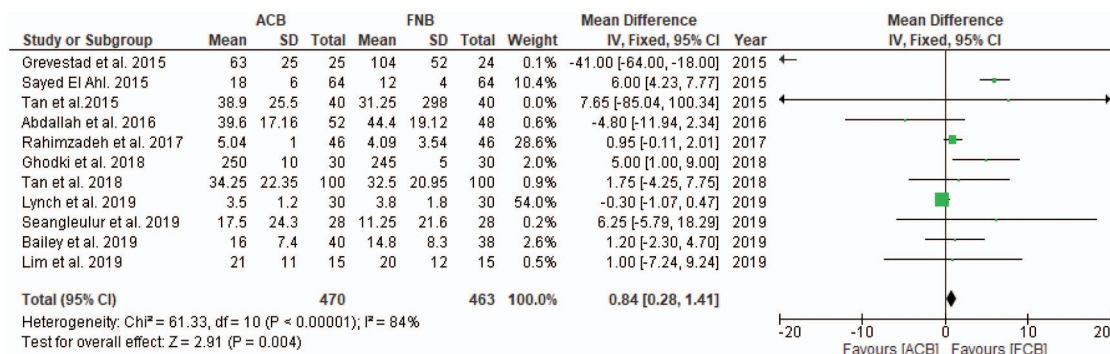 ACB FNB Mean Difference Mean Difference
Study or Subgroup Mean SD Total Mean SD Total Weight IV, Fixed, 95% CI Year IV, Fixed, 95% CI
Grevestad et al. 2015 63 25 25 104 52 24 0.1% -41.00 [-64.00, -18.00] 2015
Sayed El Ahl. 2015 18 6 64 12 4 64 10.4% 6.00 [4.23, 7.77] 2015
Tan et al.2015 38.9 25.5 40 31.25 298 40 0.0% 7.65 [-85.04, 100.34] 2015
Abdallah et al. 2016 39.6 17.16 52 44.4 19.12 48 0.6% -4.80 [-11.94, 2.34] 2016
Rahimzadeh et al. 2017 5.04 1 46 4.09 3.54 46 28.6% 0.95 [-0.11, 2.01] 2017
Ghodki et al. 2018 250 10 30 245 5 30 2.0% 5.00 [1.00, 9.00] 2018
Tan et al. 2018 34.25 22.35 100 32.5 20.95 100 0.9% 1.75 [-4.25, 7.75] 2018
Lynch et al. 2019 3.5 1.2 30 3.8 1.8 30 54.0% -0.30 [-1.07, 0.47] 2019
Seangleulur et al. 2019 17.5 24.3 28 11.25 21.6 28 0.2% 6.25 [-5.79, 18.29] 2019
Bailey et al. 2019 16 7.4 40 14.8 8.3 38 2.6% 1.20 [-2.30, 4.70] 2019
Lim et al. 2019 21 11 15 20 12 15 0.5% 1.00 [-7.24, 9.24] 2019
Total (95% CI) 470 463 100.0% 0.84 [0.28, 1.41]
Heterogeneity: Chi² = 61.33, df = 10 (P < 0.00001); I² = 84%
Test for overall effect: Z = 2.91 (P = 0.004)
-20 -10 0 10 20
Favours [ACB] Favours [FCB]